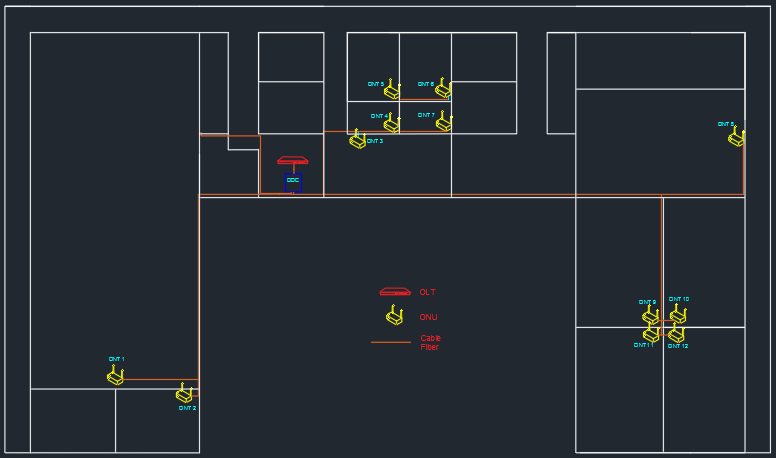 ONT 5
ONT 6
ONT 4
ONT 7
ONT 3
ONT 5
ODC
OLT
ONU
Cable
Fiber
ONT 9
ONT 10
ONT 11
ONT 12
ONT 1
ONT 2